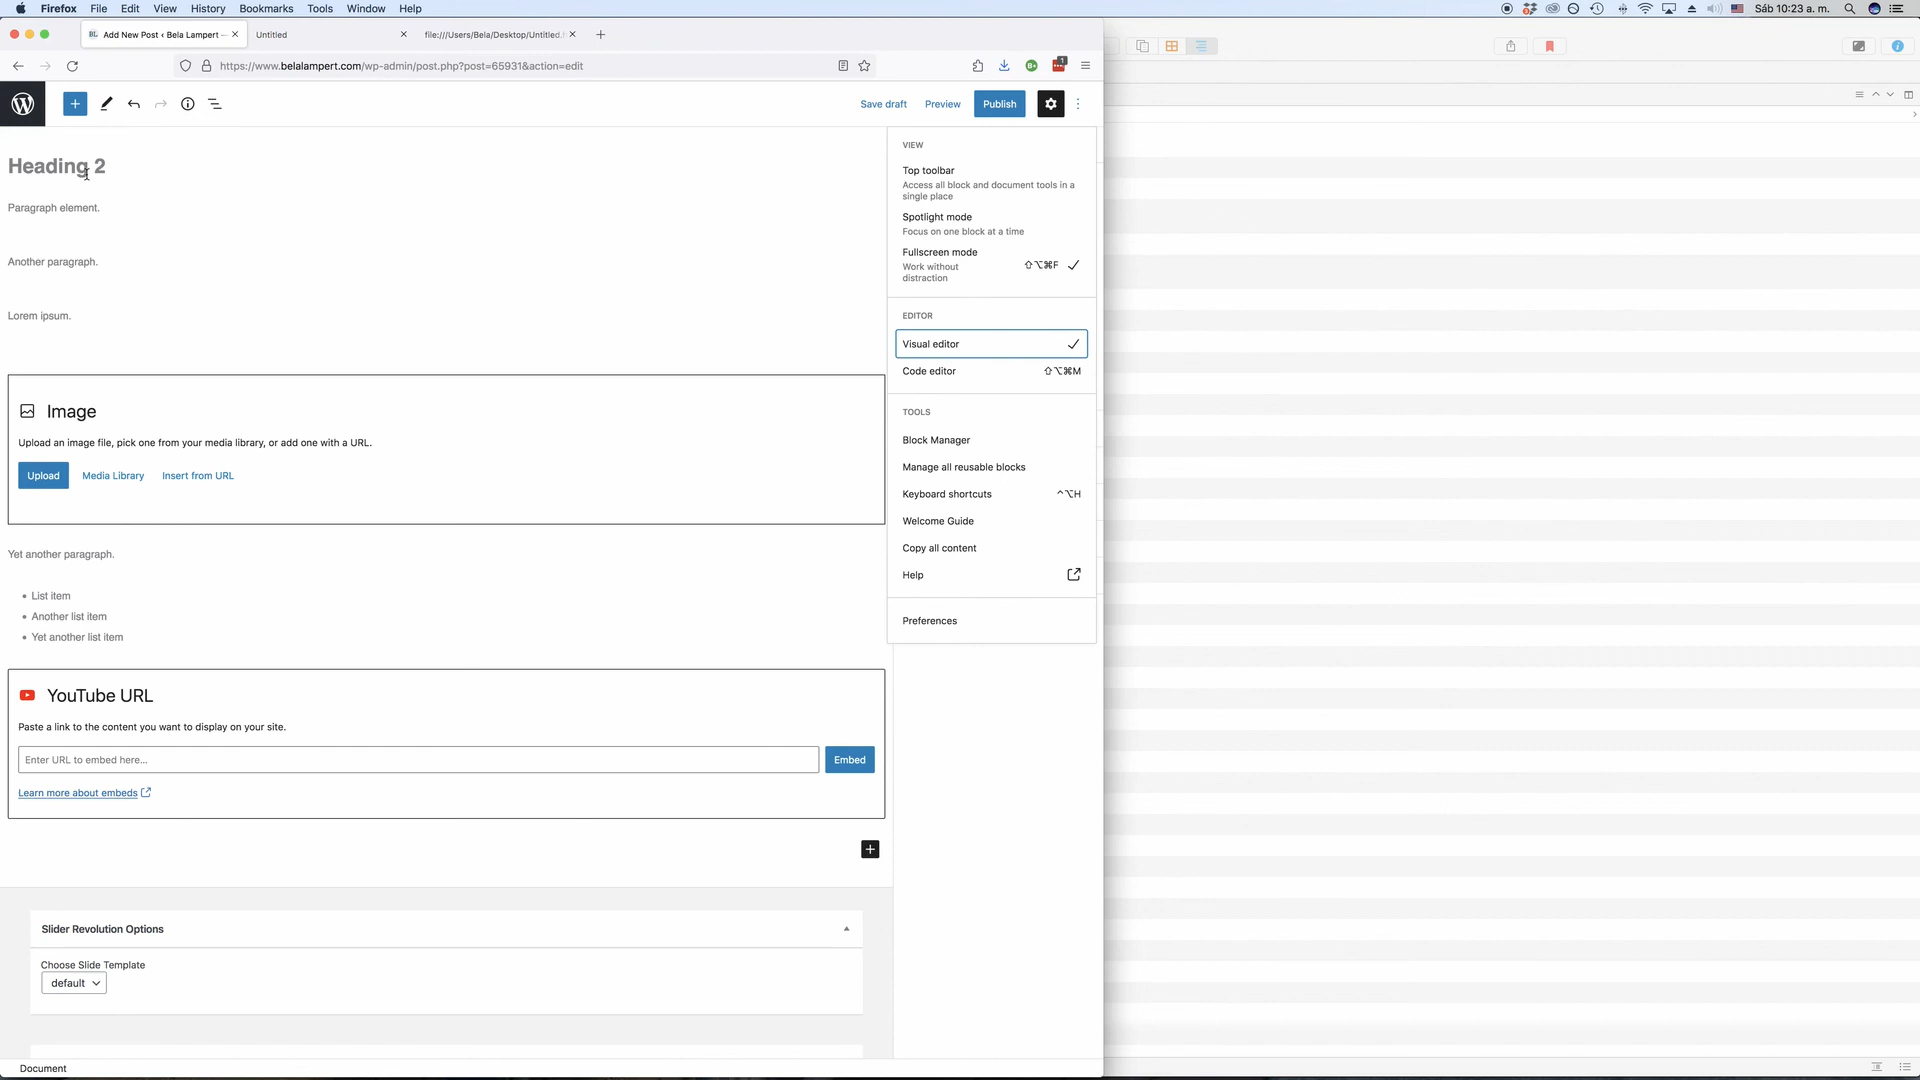 Firefox File Edit View History Bookmarks Tools Window Help
Sáb 10:23 a. m.
BL Add New Post ‹ Bela Lampert —
Untitled
file:///Users/Bela/Desktop/Untitled.
https://www.belalampert.com/wp-admin/post.php?post=65931&action=edit
Save draft Preview Publish
Heading 2
Paragraph element.
Another paragraph.
Lorem ipsum.
Image
Upload an image file, pick one from your media library, or add one with a URL.
Upload Media Library Insert from URL
Yet another paragraph.
• List item
• Another list item
• Yet another list item
YouTube URL
Paste a link to the content you want to display on your site.
Enter URL to embed here...
Embed
Learn more about embeds
Slider Revolution Options
Choose Slide Template
default
Document
VIEW
Top toolbar
Access all block and document tools in a
single place
Spotlight mode
Focus on one block at a time
Fullscreen mode
Work without
distraction
⇧⌥⌘F
EDITOR
Visual editor
Code editor ⇧⌥⌘M
TOOLS
Block Manager
Manage all reusable blocks
Keyboard shortcuts ^⌥H
Welcome Guide
Copy all content
Help
Preferences